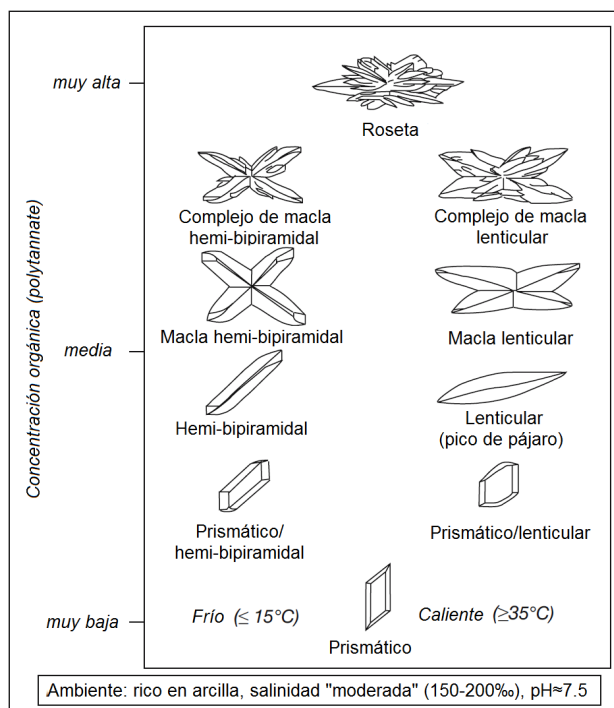 muy alta
Roseta
Complejo de macla
hemi-bipiramidal
Complejo de macla
lenticular
Macla hemi-bipiramidal
Macla lenticular
Concentración orgánica (polytannate)
media
Hemi-bipiramidal
Lenticular
(pico de pájaro)
Prismático/
hemi-bipiramidal
Prismático/lenticular
muy baja
Frío (≤ 15°C)
Caliente (≥35°C)
Prismático
Ambiente: rico en arcilla, salinidad "moderada" (150-200‰), pH≈7.5